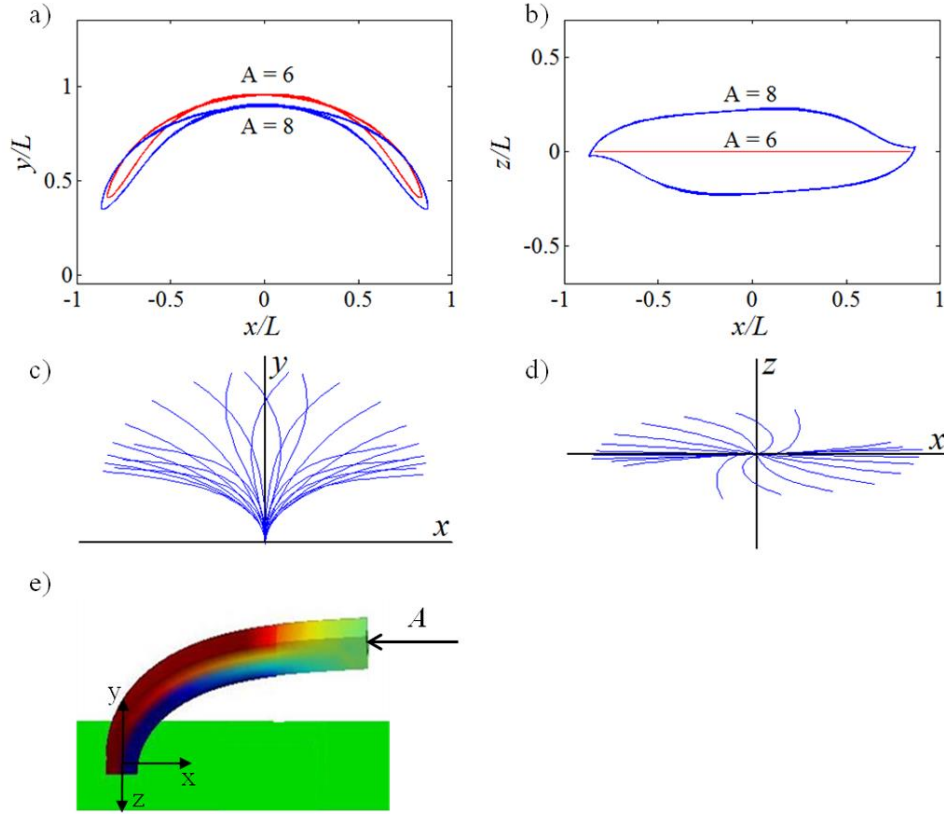 a)
1
0.5
0
y/L
A = 6
A = 8
-1
-0.5
0
0.5
1
x/L
b)
0.5
0
-0.5
z/L
A = 8
A = 6
-1
-0.5
0
0.5
1
x/L
c)
y
x
d)
z
x
e)
A
y
x
z